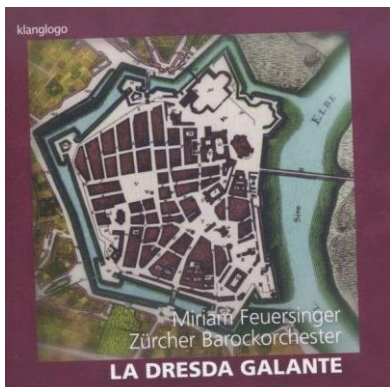 klanglogo
ELBE
Miriam Feuersinger
Zürcher Barockorchester
LA DRESDA GALANTE